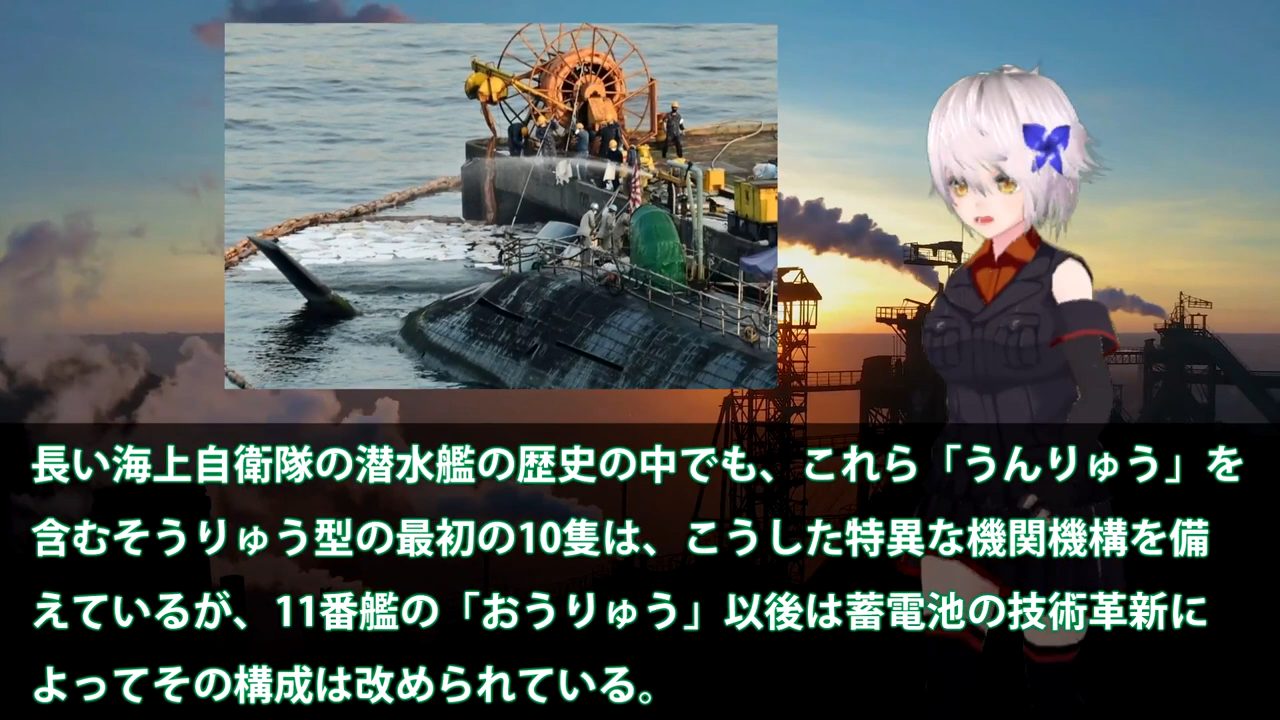 長い海上自衛隊の潜水艦の歴史の中でも、これら「うんりゅう」を
含むそうりゅう型の最初の10隻は、こうした特異な機関機構を備
えているが、11番艦の「おうりゅう」以後は蓄電池の技術革新に
よってその構成は改められている。